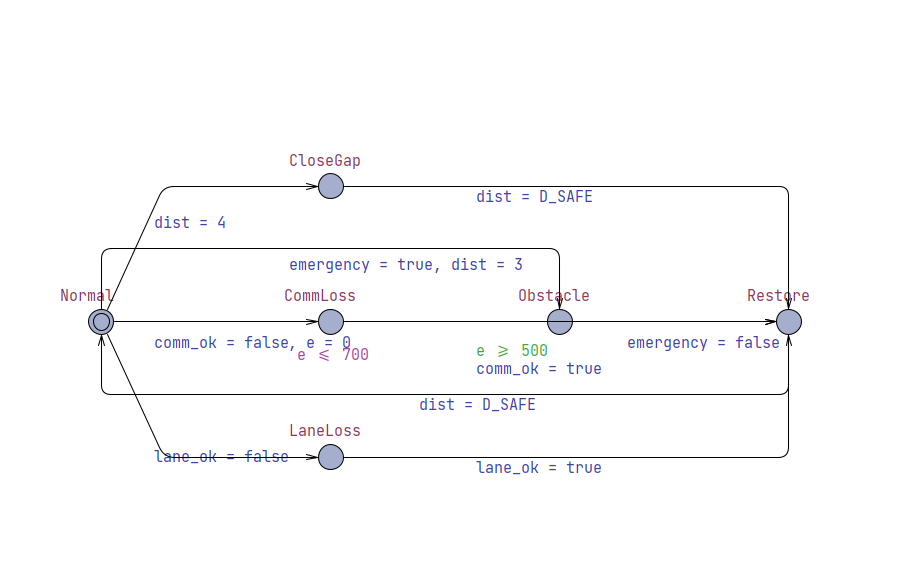 CloseGap
dist = D_SAFE
dist = 4
emergency = true, dist = 3
Normal
CommLoss
Obstacle
Restore
comm_ok = false, e = 0
emergency = false
e ⩽ 700
e ⩾ 500
comm_ok = true
dist = D_SAFE
LaneLoss
lane_ok = false
lane_ok = true